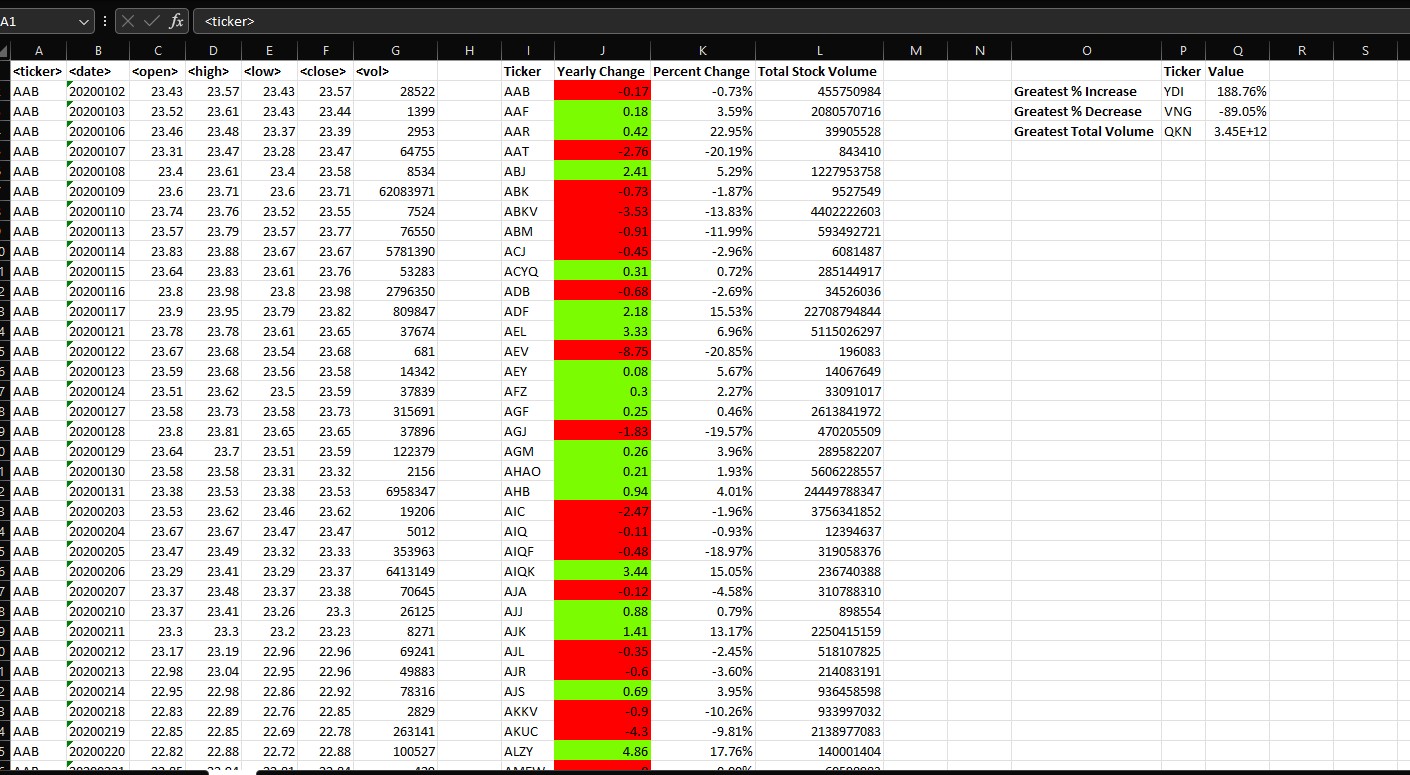 A1 fx <ticker>
A B C D E F G H I J K L M N O P Q R S
<ticker> <date> <open> <high> <low> <close> <vol> Ticker Yearly Change Percent Change Total Stock Volume Ticker Value
AAB 20200102 23.43 23.57 23.43 23.57 28522 AAB -0.17 -0.73% 455750984 Greatest % Increase YDI 188.76%
AAB 20200103 23.52 23.61 23.43 23.44 1399 AAF 0.18 3.59% 2080570716 Greatest % Decrease VNG -89.05%
AAB 20200106 23.46 23.48 23.37 23.39 2953 AAR 0.42 22.95% 39905528 Greatest Total Volume QKN 3.45E+12
AAB 20200107 23.31 23.47 23.28 23.47 64755 AAT -2.76 -20.19% 843410
AAB 20200108 23.4 23.61 23.4 23.58 8534 ABJ 2.41 5.29% 1227953758
AAB 20200109 23.6 23.71 23.6 23.71 62083971 ABK -0.73 -1.87% 9527549
AAB 20200110 23.74 23.76 23.52 23.55 7524 ABKV -3.53 -13.83% 4402222603
AAB 20200113 23.57 23.79 23.57 23.77 76550 ABM -0.91 -11.99% 593492721
AAB 20200114 23.83 23.88 23.67 23.67 5781390 ACJ -0.45 -2.96% 6081487
AAB 20200115 23.64 23.83 23.61 23.76 53283 ACYQ 0.31 0.72% 285144917
AAB 20200116 23.8 23.98 23.8 23.98 2796350 ADB -0.68 -2.69% 34526036
AAB 20200117 23.9 23.95 23.79 23.82 809847 ADF 2.18 15.53% 22708794844
AAB 20200121 23.78 23.78 23.61 23.65 37674 AEL 3.33 6.96% 5115026297
AAB 20200122 23.67 23.68 23.54 23.68 681 AEV -8.75 -20.85% 196083
AAB 20200123 23.59 23.68 23.56 23.58 14342 AEY 0.08 5.67% 14067649
AAB 20200124 23.51 23.62 23.5 23.59 37839 AFZ 0.3 2.27% 33091017
AAB 20200127 23.58 23.73 23.58 23.73 315691 AGF 0.25 0.46% 2613841972
AAB 20200128 23.8 23.81 23.65 23.65 37896 AGJ -1.83 -19.57% 470205509
AAB 20200129 23.64 23.7 23.51 23.59 122379 AGM 0.26 3.96% 289582207
AAB 20200130 23.58 23.58 23.31 23.32 2156 AHAO 0.21 1.93% 5606228557
AAB 20200131 23.38 23.53 23.38 23.53 6958347 AHB 0.94 4.01% 24449788347
AAB 20200203 23.53 23.62 23.46 23.62 19206 AIC -2.47 -1.96% 3756341852
AAB 20200204 23.67 23.67 23.47 23.47 5012 AIQ -0.11 -0.93% 12394637
AAB 20200205 23.47 23.49 23.32 23.33 353963 AIQF -0.48 -18.97% 319058376
AAB 20200206 23.29 23.41 23.29 23.37 6413149 AIQK 3.44 15.05% 236740388
AAB 20200207 23.37 23.48 23.37 23.38 70645 AJA -0.12 -4.58% 310788310
AAB 20200210 23.37 23.41 23.26 23.3 26125 AJJ 0.88 0.79% 898554
AAB 20200211 23.3 23.3 23.2 23.23 8271 AJK 1.41 13.17% 2250415159
AAB 20200212 23.17 23.19 22.96 22.96 69241 AJL -0.35 -2.45% 518107825
AAB 20200213 22.98 23.04 22.95 22.96 49883 AJR -0.6 -3.60% 214083191
AAB 20200214 22.95 22.98 22.86 22.92 78316 AJS 0.69 3.95% 936458598
AAB 20200218 22.83 22.89 22.76 22.85 2829 AKKV -0.9 -10.26% 933997032
AAB 20200219 22.85 22.85 22.69 22.78 263141 AKUC -4.3 -9.81% 2138977083
AAB 20200220 22.82 22.88 22.72 22.88 100527 ALZY 4.86 17.76% 140001404